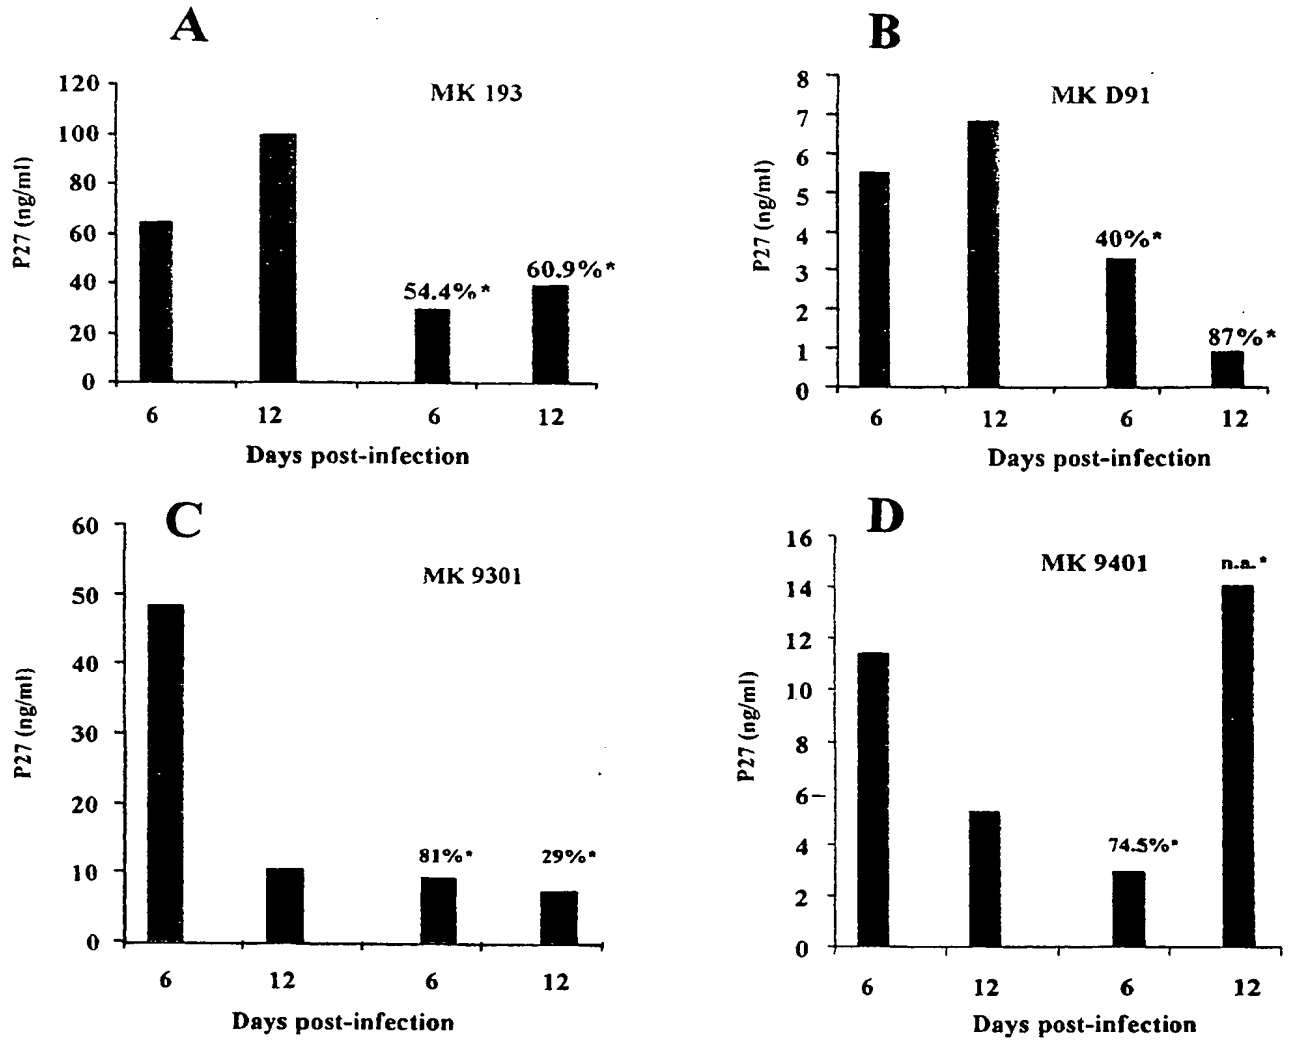 A
MK 193
P27 (ng/ml)
120
100
80
60
40
20
0
54.4%*
60.9%*
6 12 6 12
Days post-infection
B
MK D91
P27 (ng/ml)
8
7
6
5
4
3
2
1
0
40%*
87%*
6 12 6 12
Days post-infection
C
MK 9301
P27 (ng/ml)
60
50
40
30
20
10
0
81%*
29%*
6 12 6 12
Days post-infection
D
MK 9401
P27 (ng/ml)
16
14
12
10
8
6
4
2
0
74.5%*
n.a.*
6 12 6 12
Days post-infection